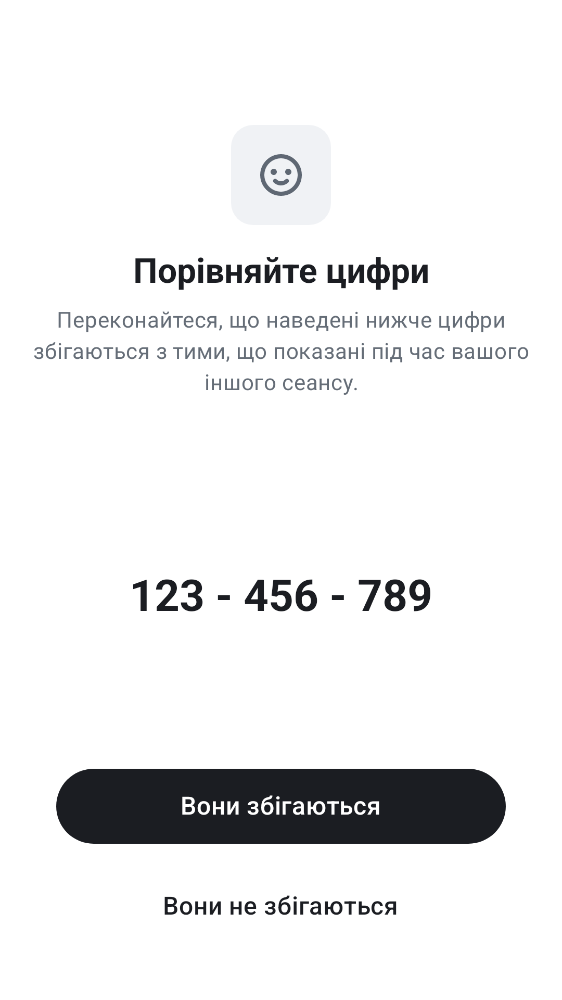 Порівняйте цифри
Переконайтеся, що наведені нижче цифри
збігаються з тими, що показані під час вашого
іншого сеансу.
123 - 456 - 789
Вони збігаються
Вони не збігаються